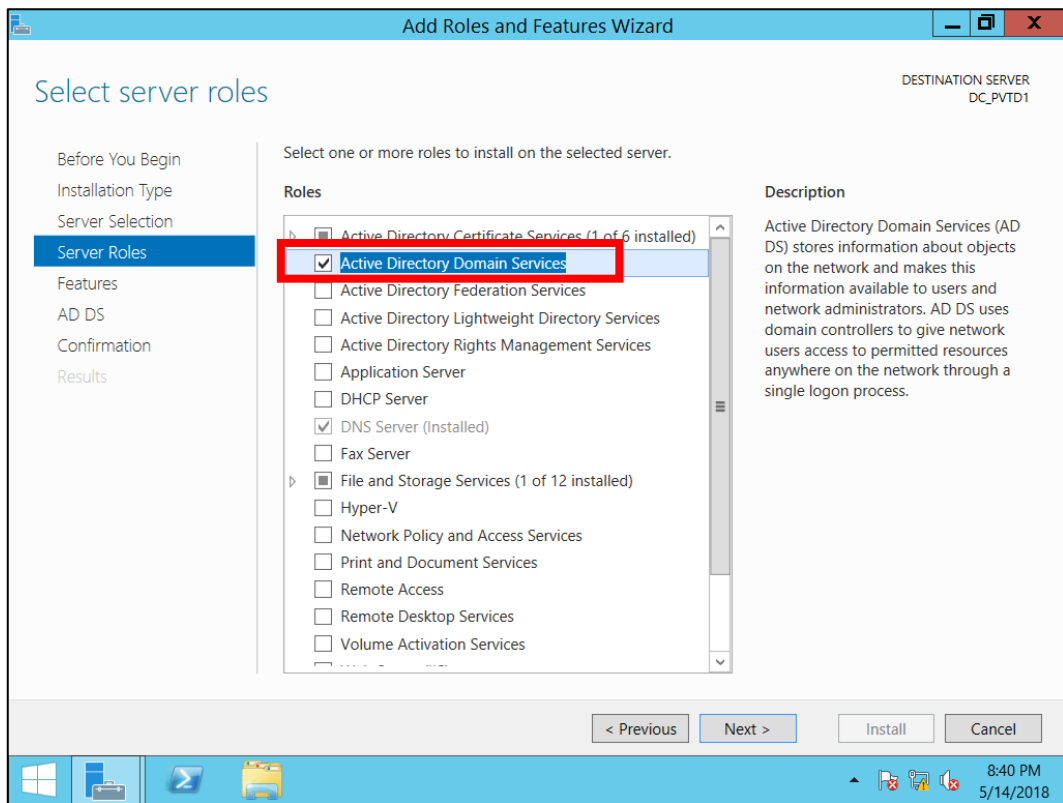 Add Roles and Features Wizard
Select server roles
DESTINATION SERVER
DC_PVTD1
Before You Begin
Installation Type
Server Selection
Server Roles
Features
AD DS
Confirmation
Results
Select one or more roles to install on the selected server.
Roles
Active Directory Certificate Services (1 of 6 installed)
Active Directory Domain Services
Active Directory Federation Services
Active Directory Lightweight Directory Services
Active Directory Rights Management Services
Application Server
DHCP Server
DNS Server (Installed)
Fax Server
File and Storage Services (1 of 12 installed)
Hyper-V
Network Policy and Access Services
Print and Document Services
Remote Access
Remote Desktop Services
Volume Activation Services
Description
Active Directory Domain Services (AD
DS) stores information about objects
on the network and makes this
information available to users and
network administrators. AD DS uses
domain controllers to give network
users access to permitted resources
anywhere on the network through a
single logon process.
< Previous
Next >
Install
Cancel
8:40 PM
5/14/2018